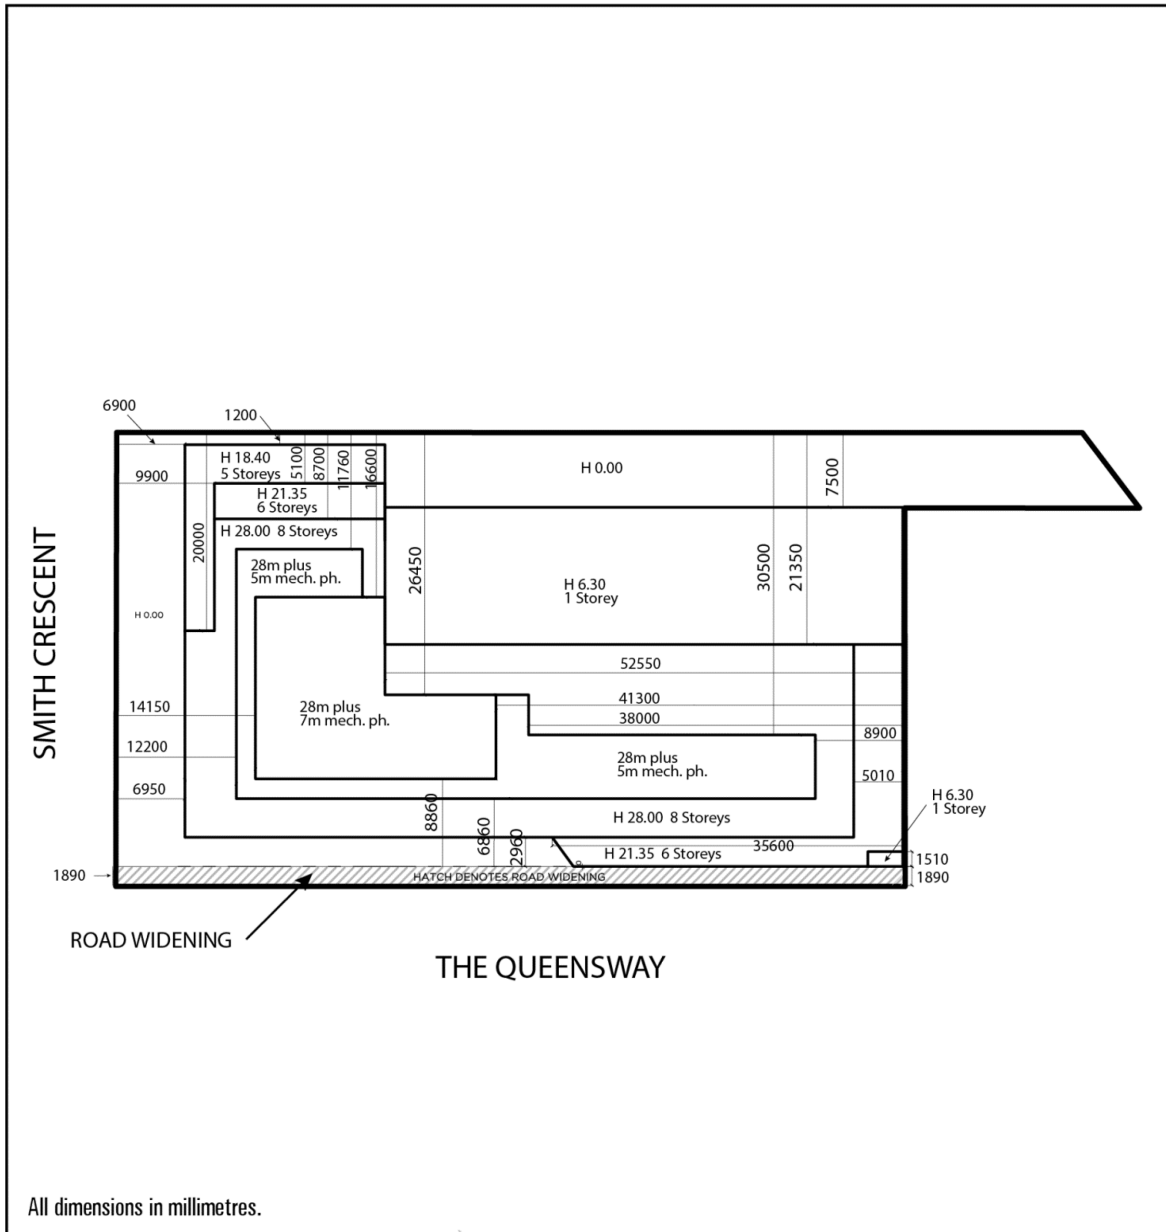 6900
1200
H 18.40
5 Storeys
5100
8700
11760
16600
9900
H 21.35
6 Storeys
H 0.00
7500
H 28.00 8 Storeys
20000
28m plus
5m mech. ph.
26450
30500
21350
H 6.30
1 Storey
H 0.00
SMITH CRESCENT
52550
41300
38000
14150
28m plus
7m mech. ph.
8900
12200
28m plus
5m mech. ph.
5010
6950
H 6.30
1 Storey
8860
6860
2960
H 28.00 8 Storeys
35600
H 21.35 6 Storeys
1510
1890
1890
HATCH DENOTES ROAD WIDENING
ROAD WIDENING
THE QUEENSWAY
All dimensions in millimetres.